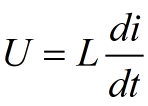 U = L di/dt